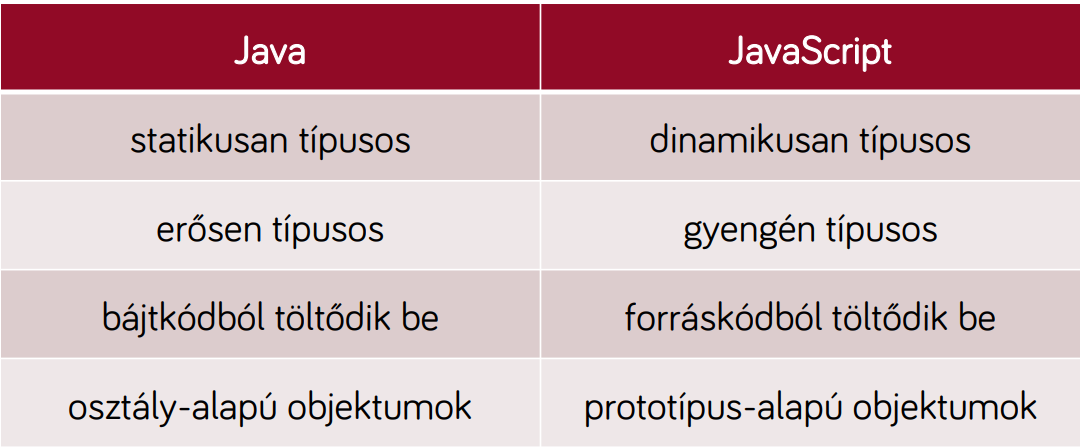 Java JavaScript
statikusan típusos dinamikusan típusos
erősen típusos gyengén típusos
bájtkódból töltődik be forráskódból töltődik be
osztály-alapú objektumok prototípus-alapú objektumok